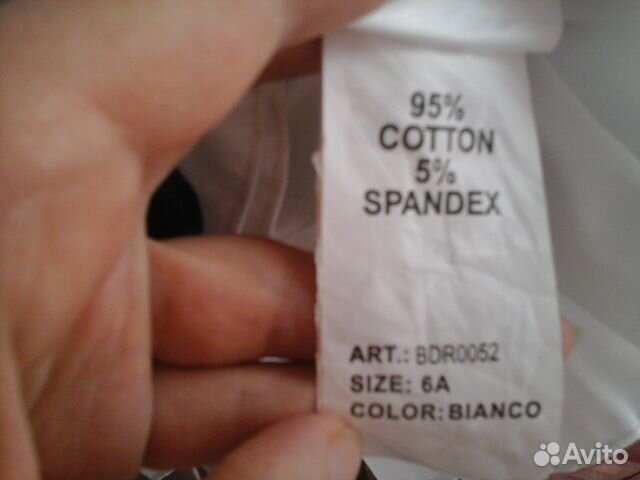 95%
COTTON
5%
SPANDEX
ART.: BDR0052
SIZE: 6A
COLOR: BIANCO
Avito